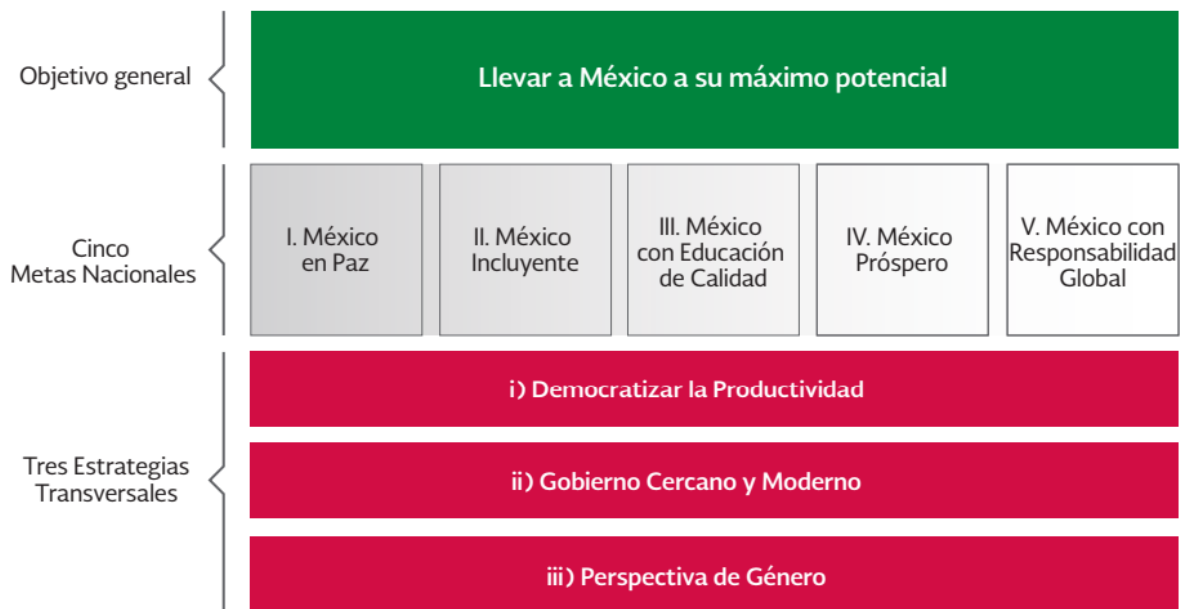 Objetivo general
Llevar a México a su máximo potencial
Cinco
Metas Nacionales
I. México
en Paz
II. México
Incluyente
III. México
con Educación
de Calidad
IV. México
Próspero
V. México con
Responsabilidad
Global
Tres Estrategias
Transversales
i) Democratizar la Productividad
ii) Gobierno Cercano y Moderno
iii) Perspectiva de Género